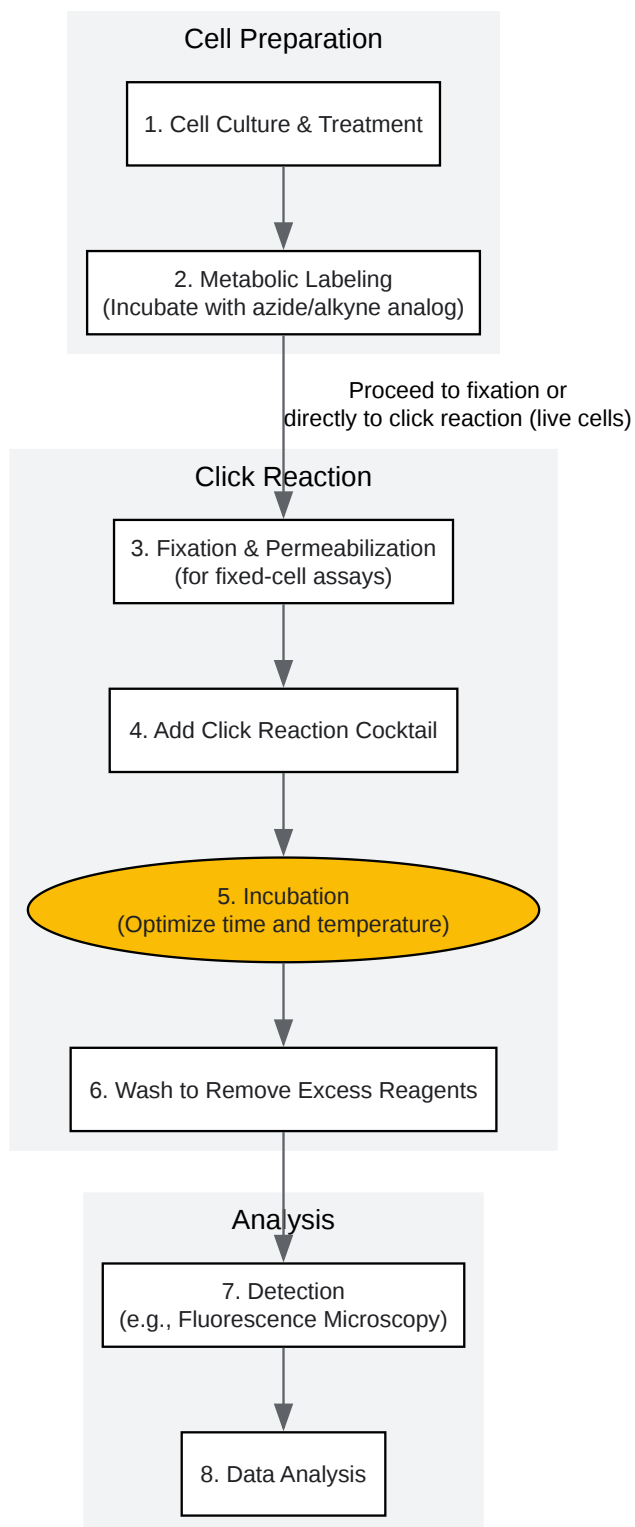 Cell Preparation
1. Cell Culture & Treatment
2. Metabolic Labeling
(Incubate with azide/alkyne analog)
Proceed to fixation or
directly to click reaction (live cells)
Click Reaction
3. Fixation & Permeabilization
(for fixed-cell assays)
4. Add Click Reaction Cocktail
5. Incubation
(Optimize time and temperature)
6. Wash to Remove Excess Reagents
Analysis
7. Detection
(e.g., Fluorescence Microscopy)
8. Data Analysis